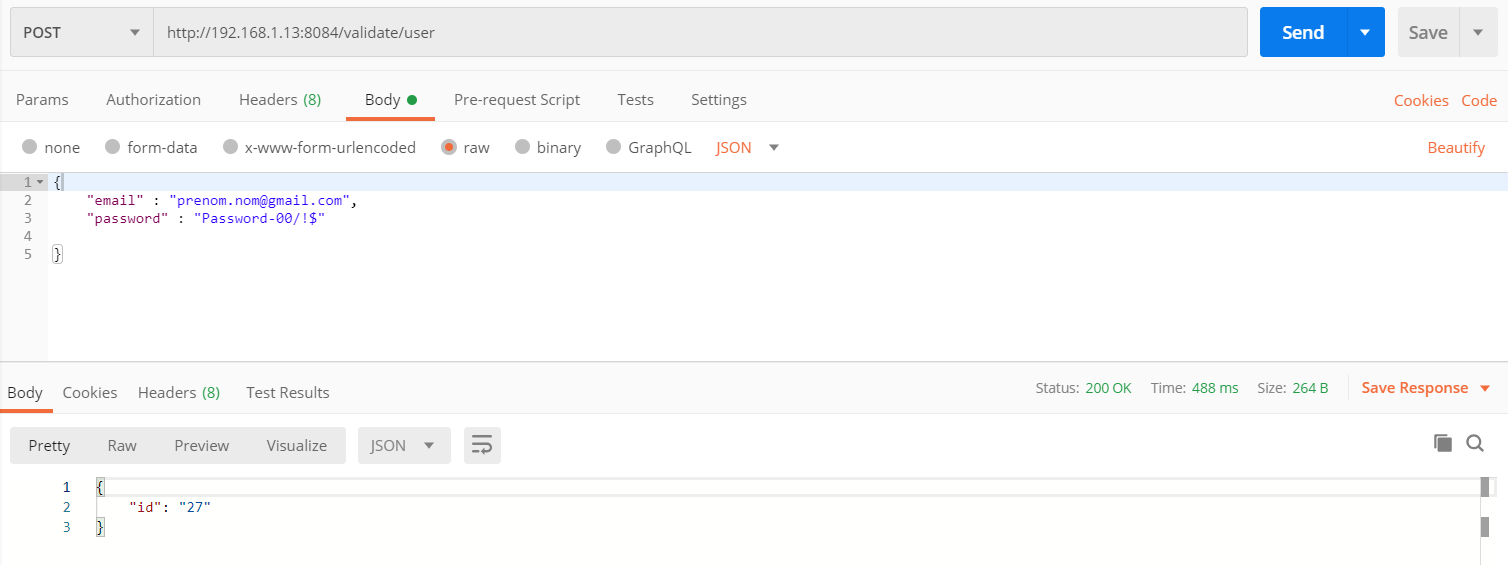 POST http://192.168.1.13:8084/validate/user Send Save
Params Authorization Headers (8) Body Pre-request Script Tests Settings Cookies Code
none form-data x-www-form-urlencoded raw binary GraphQL JSON Beautify
1 {
2 "email" : "prenom.nom@gmail.com",
3 "password" : "Password-00/!$"
4
5 }
Body Cookies Headers (8) Test Results Status: 200 OK Time: 488 ms Size: 264 B Save Response
Pretty Raw Preview Visualize JSON
1 {
2 "id": "27"
3 }